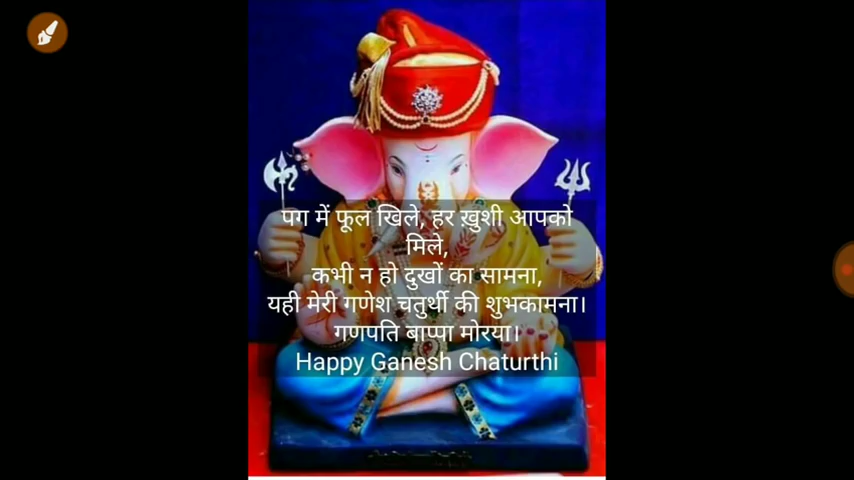 पग में फूल खिले, हर ख़ुशी आपको
मिले,
कभी न हो दुखों का सामना,
यही मेरी गणेश चतुर्थी की शुभकामना।
गणपति बाप्पा मोरया।
Happy Ganesh Chaturthi